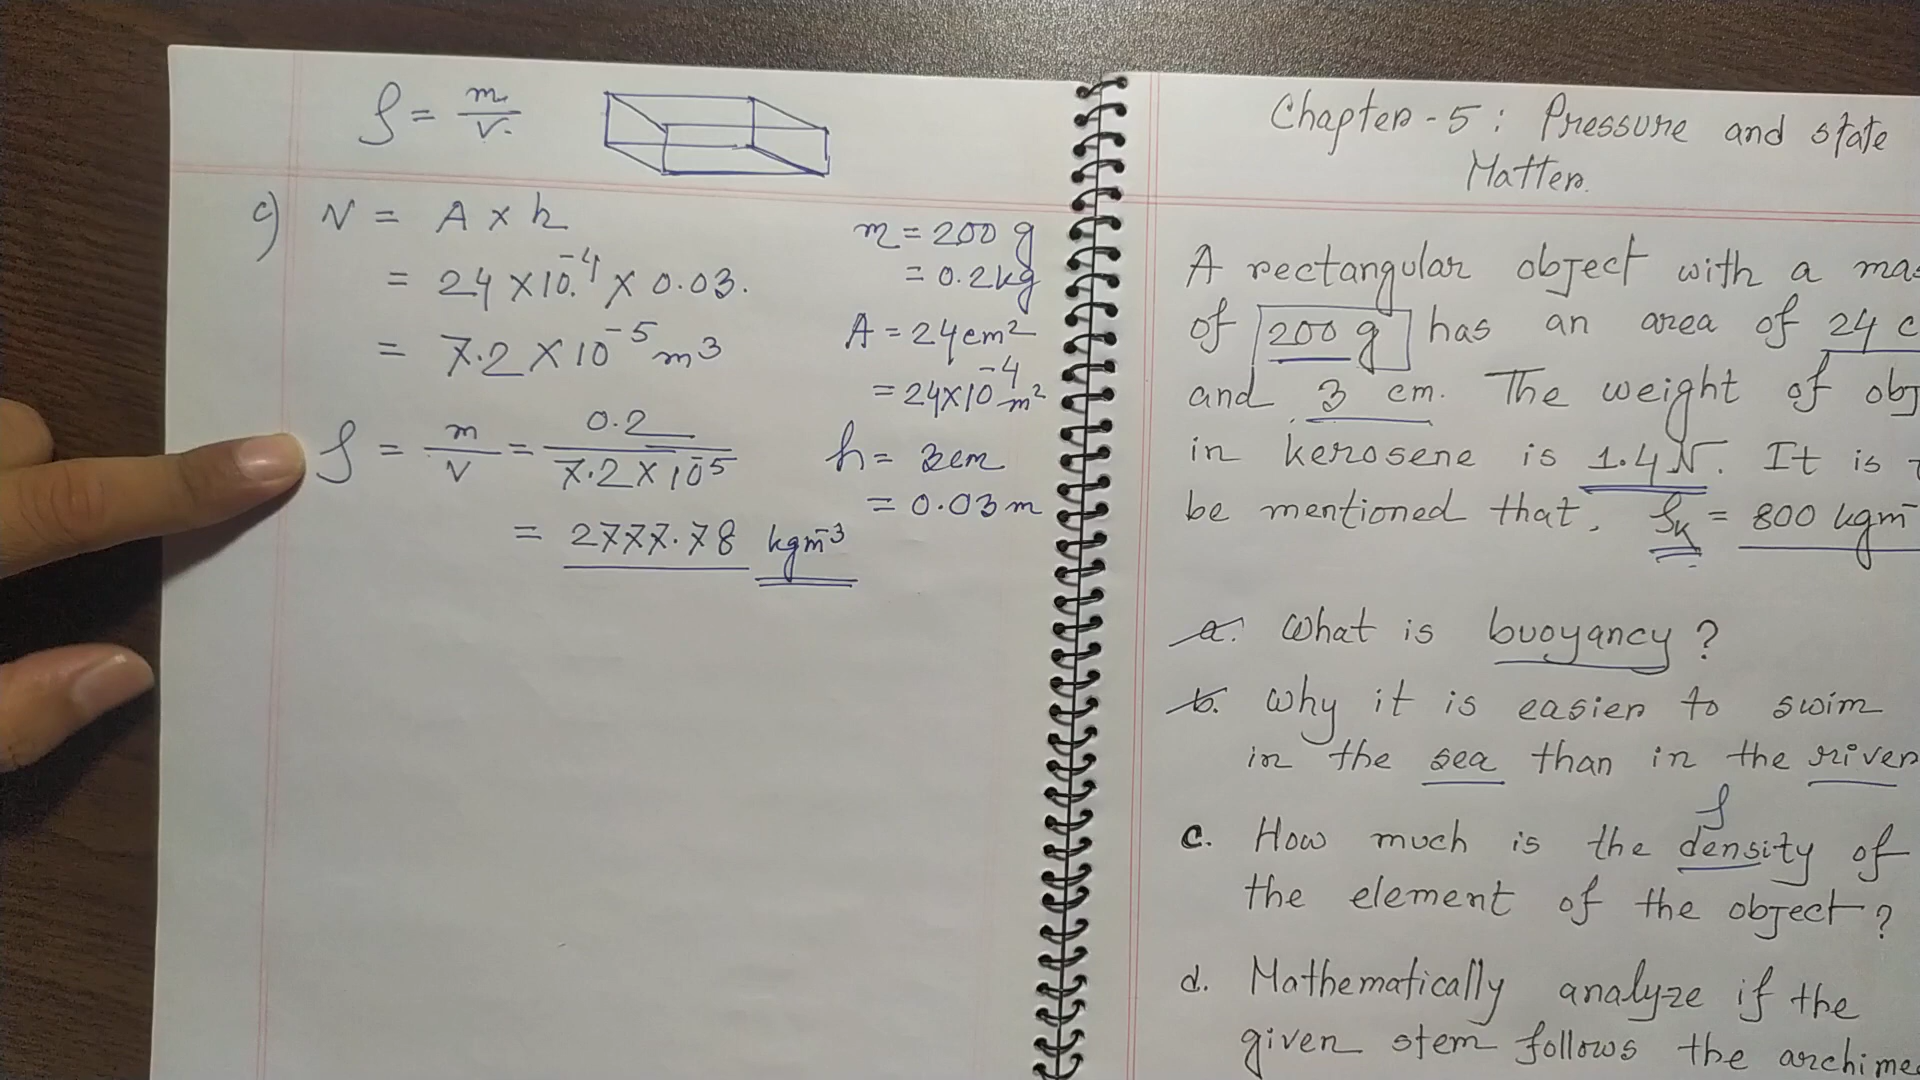 ρ = m/v.
c) V = A × h
= 24 × 10⁻⁴ × 0.03.
= 7.2 × 10⁻⁵ m³
ρ = m/v = 0.2/7.2 × 10⁻⁵
= 2777.78 kgm⁻³
m = 200 g
= 0.2 kg
A = 24 cm²
= 24×10⁻⁴ m²
h = 3cm
= 0.03 m
Chapter - 5 : Pressure and state
Matter.
A rectangular object with a
of 200 g has an area of 24
and 3 cm. The weight of
in kerosene is 1.4 N. It is
be mentioned that, ρk = 800 kgm⁻
a. What is buoyancy ?
b. Why it is easier to swim
in the sea than in the river
ρ
c. How much is the density of
the element of the object ?
d. Mathematically analyze if the
given stem follows the